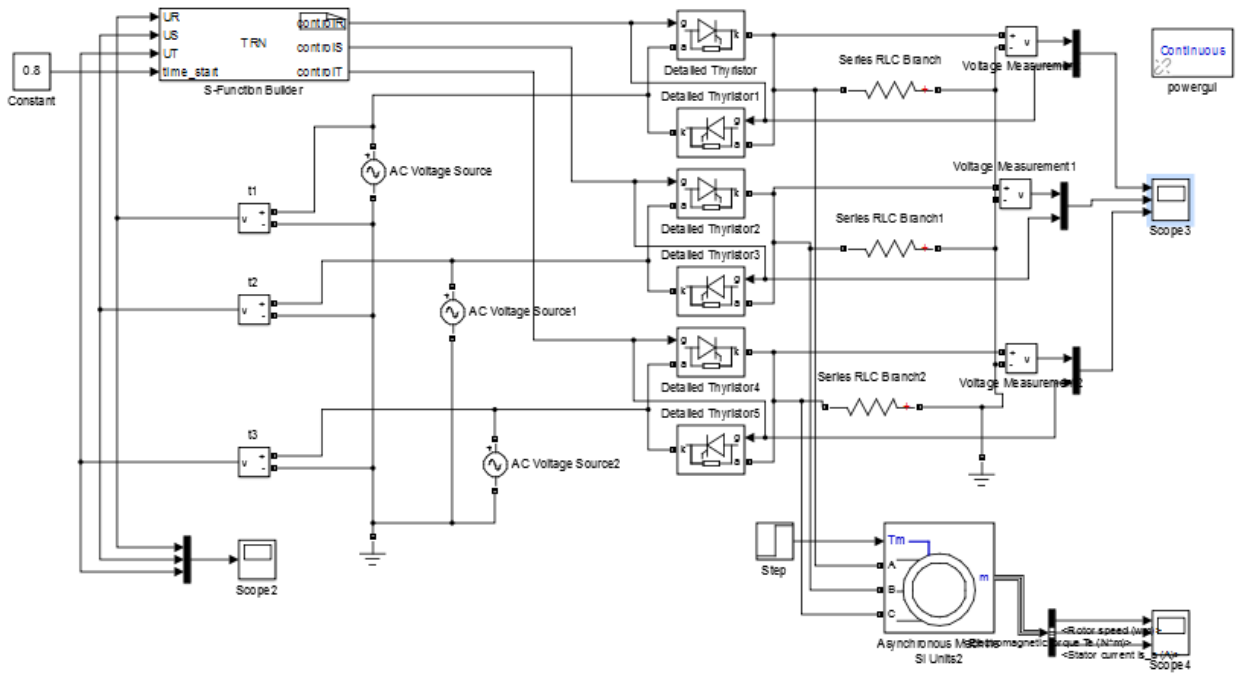 UR
US
UT
time_start
TRN
controlR
controlS
controlT
S-Function Builder
0.8
Constant
g
a
k
Detailed Thyristor
Detailed Thyristor1
g
k
a
+
-
v
Voltage Measurement
Series RLC Branch
Continuous
powergui
AC Voltage Source
t1
v
+
-
g
a
k
Detailed Thyristor2
Detailed Thyristor3
g
k
a
Voltage Measurement1
+
-
v
Series RLC Branch1
Scope3
t2
v
+
-
AC Voltage Source1
g
a
k
Detailed Thyristor4
Detailed Thyristor5
g
k
a
+
-
v
Series RLC Branch2
t3
v
+
-
AC Voltage Source2
Scope2
Step
Tm
A
B
C
m
Asynchronous Machine
SI Units2
<Rotor speed (wm)>
<Electromagnetic torque Te (N*m)>
<Stator current is_a (A)>
Scope4